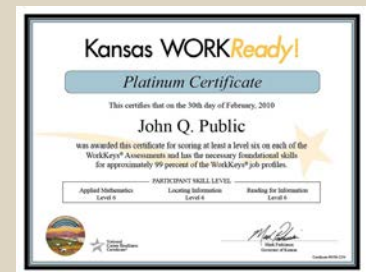 Kansas WORKReady!
Platinum Certificate
This certifies that on the 30th day of February, 2010
John Q. Public
was awarded this certificate for scoring at least a level six on each of the
WorkKeys® Assessments and has the necessary foundational skills
for approximately 99 percent of the WorkKeys® job profiles.
PARTICIPANT SKILL LEVEL
Applied Mathematics Locating Information Reading for Information
Level 6 Level 6 Level 6
National
Career Readiness
Certificate
Mark Parkinson
Governor of Kansas